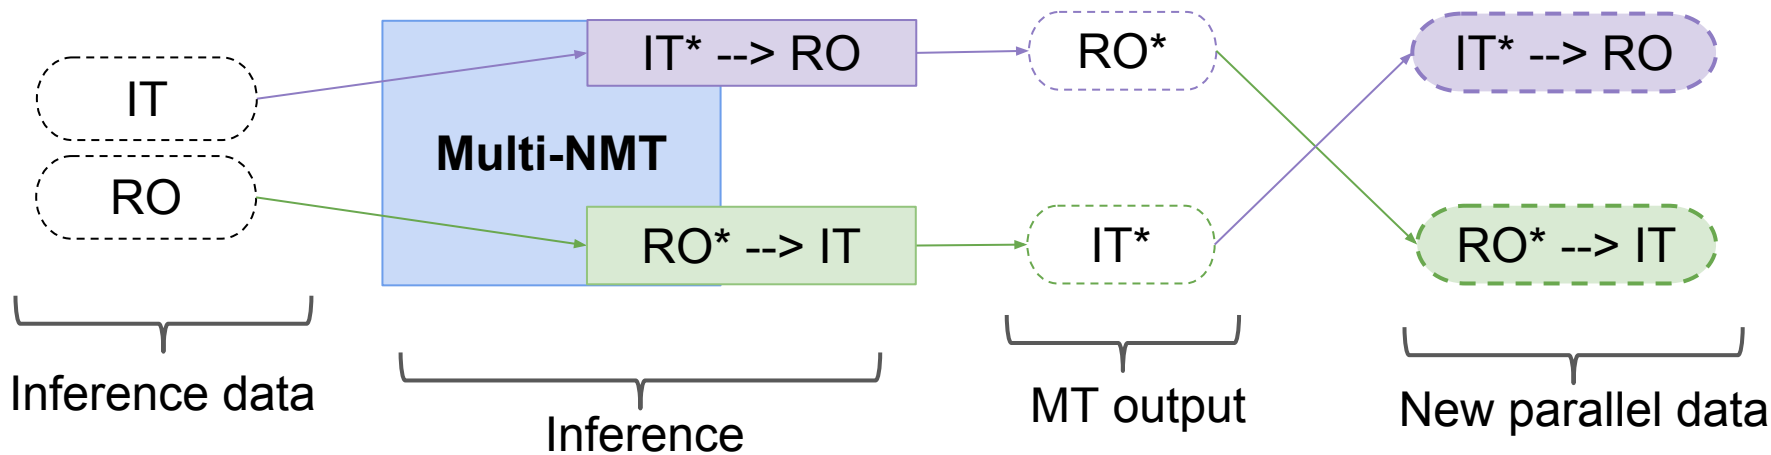 IT
RO
Multi-NMT
IT* --> RO
RO* --> IT
RO*
IT*
IT* --> RO
RO* --> IT
Inference data
Inference
MT output
New parallel data